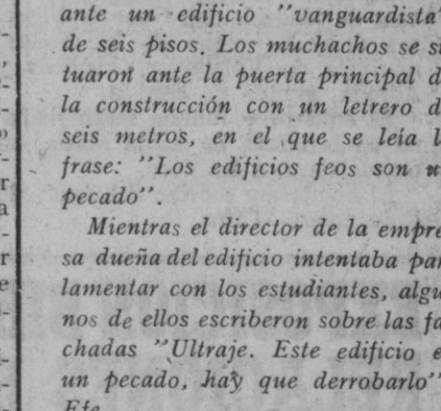 ante un edificio "vanguardista"
de seis pisos. Los muchachos se si
tuaron ante la puerta principal d
la construcción con un letrero d
seis metros, en el que se leía l
frase: "Los edificios feos son u
pecado".
Mientras el director de la empre
sa dueña del edificio intentaba par
lamentar con los estudiantes, algu
nos de ellos escriberon sobre las fa
chadas "Ultraje. Este edificio e
un pecado, hay que derrobarlo"
Efe